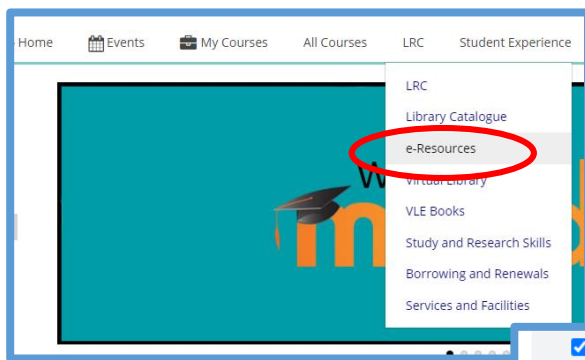 Home Events My Courses All Courses LRC Student Experience
LRC
Library Catalogue
e-Resources
Virtual Library
VLE Books
Study and Research Skills
Borrowing and Renewals
Services and Facilities